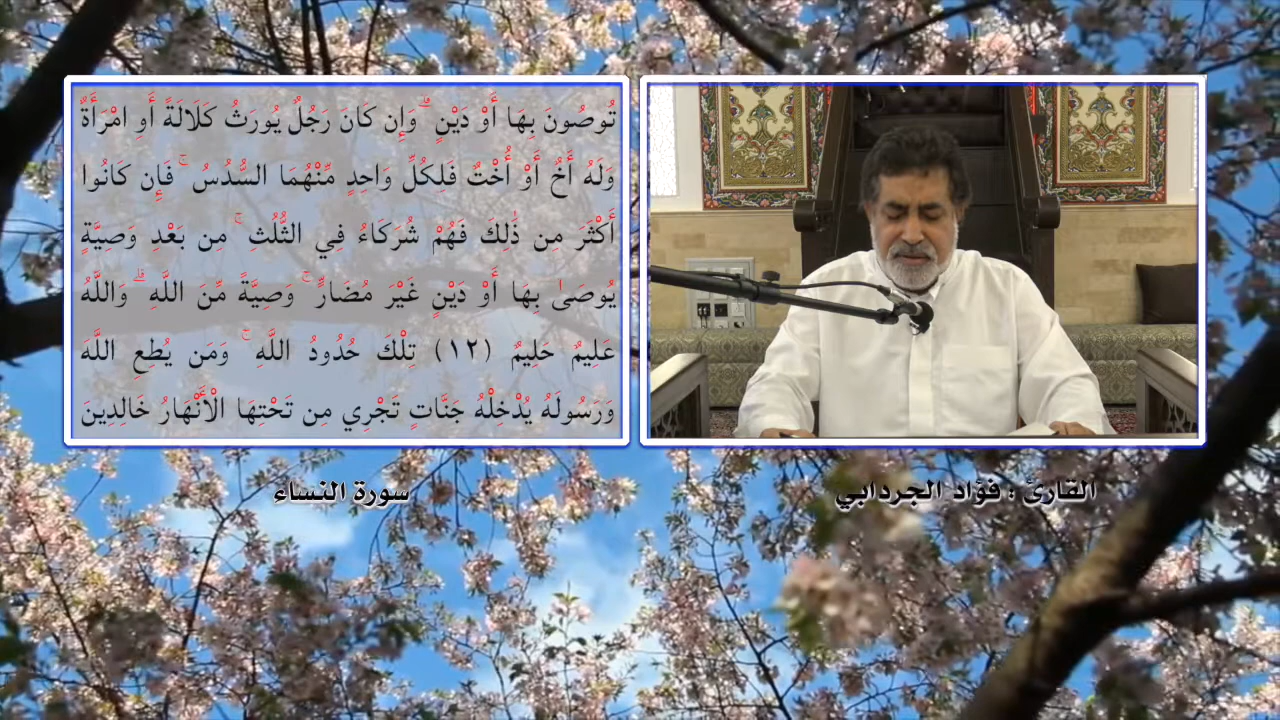 تُوصُونَ بِهَا أَوْ دَيْنٍ ۗ وَإِن كَانَ رَجُلٌ يُورَثُ كَلَالَةً أَوِ امْرَأَةٌ
وَلَهُ أَخٌ أَوْ أُخْتٌ فَلِكُلِّ وَاحِدٍ مِّنْهُمَا السُّدُسُ ۚ فَإِن كَانُوا
أَكْثَرَ مِن ذَٰلِكَ فَهُمْ شُرَكَاءُ فِي الثُّلُثِ ۚ مِن بَعْدِ وَصِيَّةٍ
يُوصَىٰ بِهَا أَوْ دَيْنٍ غَيْرَ مُضَارٍّ ۚ وَصِيَّةً مِّنَ اللَّهِ ۗ وَاللَّهُ
عَلِيمٌ حَلِيمٌ (١٢) تِلْكَ حُدُودُ اللَّهِ ۚ وَمَن يُطِعِ اللَّهَ
وَرَسُولَهُ يُدْخِلْهُ جَنَّاتٍ تَجْرِي مِن تَحْتِهَا الْأَنْهَارُ خَالِدِينَ
القارئ : فؤاد الجردابي
سورة النساء